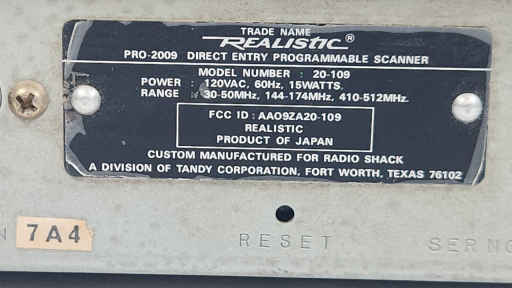 TRADE NAME
REALISTIC®
PRO-2009 DIRECT ENTRY PROGRAMMABLE SCANNER
MODEL NUMBER : 20-109
POWER : 120VAC, 60Hz, 15WATTS.
RANGE : 30-50MHz, 144-174MHz, 410-512MHz.
FCC ID : AAO9ZA20-109
REALISTIC
PRODUCT OF JAPAN
CUSTOM MANUFACTURED FOR RADIO SHACK
A DIVISION OF TANDY CORPORATION, FORT WORTH, TEXAS 76102
N 7A4
RESET
SER NO